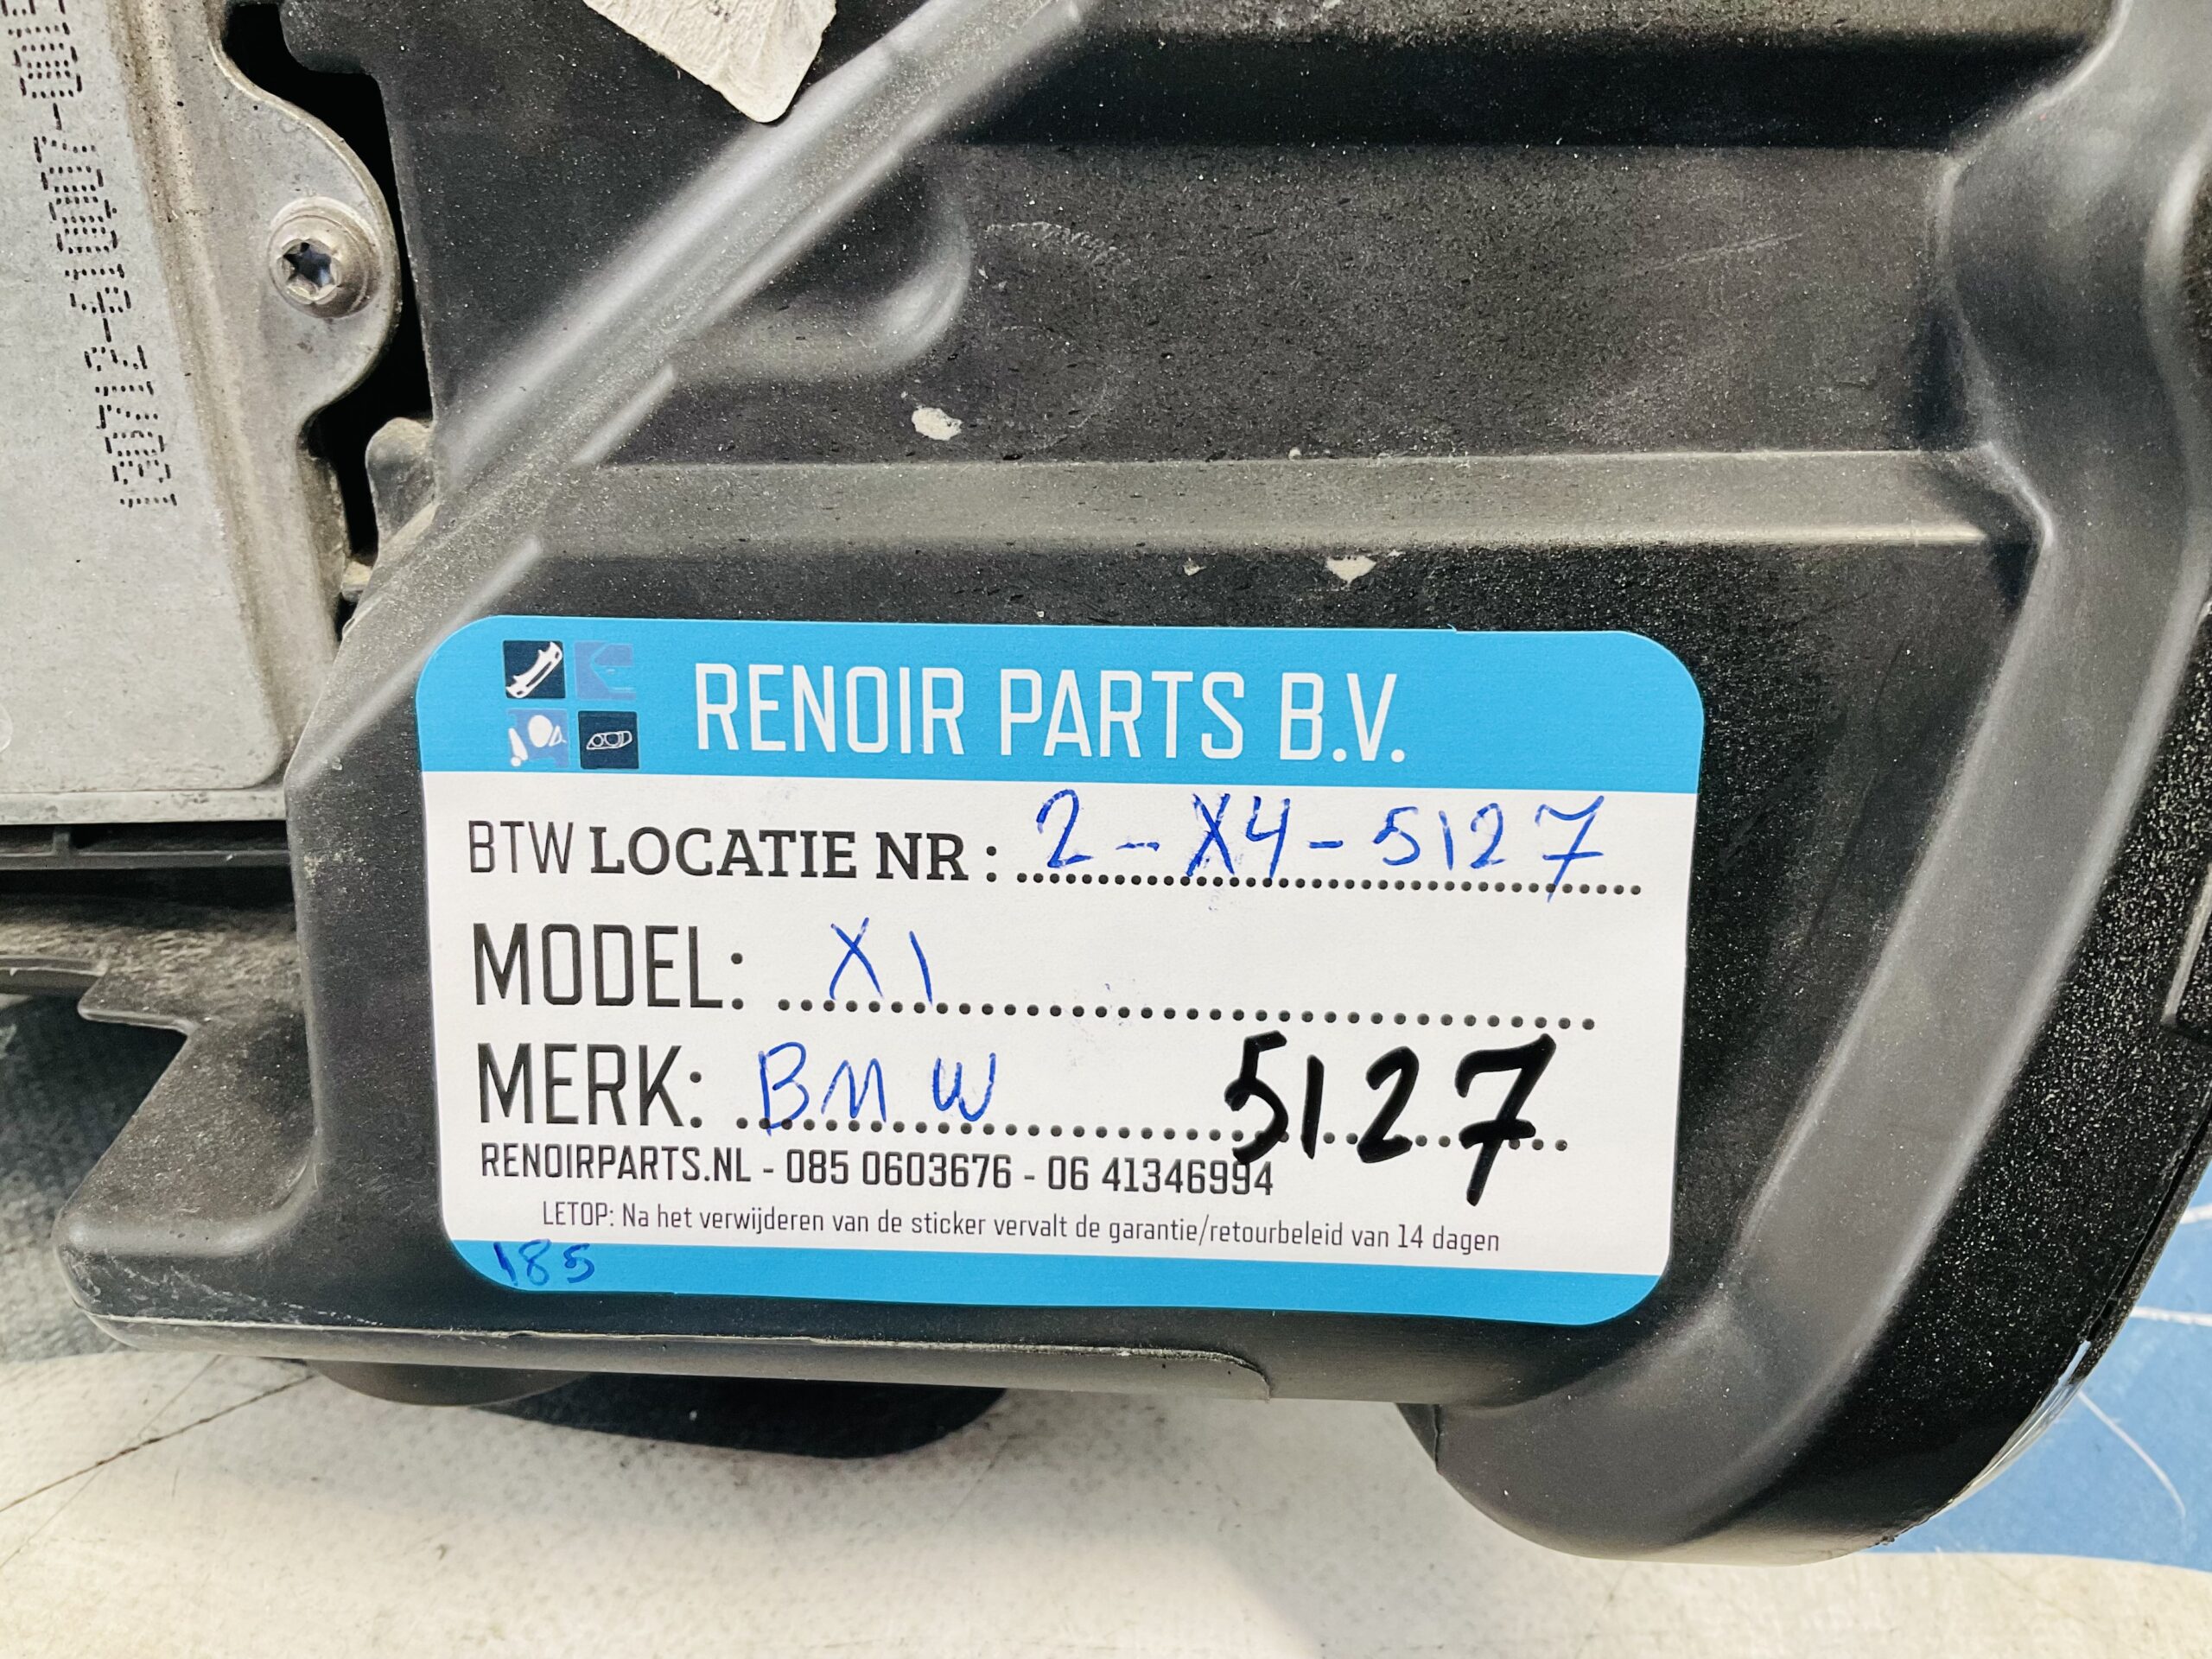 RENOIR PARTS B.V.
BTW LOCATIE NR : 2-X4-5127
MODEL: X1
MERK: BMW 5127
RENOIRPARTS.NL - 085 0603676 - 06 41346994
LETOP: Na het verwijderen van de sticker vervalt de garantie/retourbeleid van 14 dagen
185